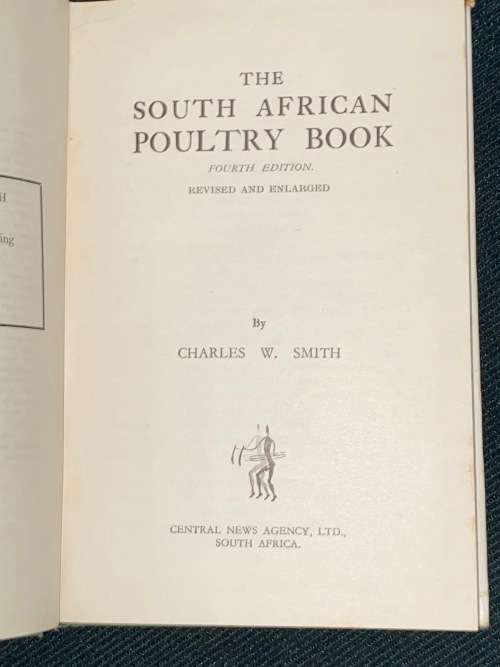 THE
SOUTH AFRICAN
POULTRY BOOK
FOURTH EDITION.
REVISED AND ENLARGED
By
CHARLES W. SMITH
CENTRAL NEWS AGENCY, LTD.,
SOUTH AFRICA.